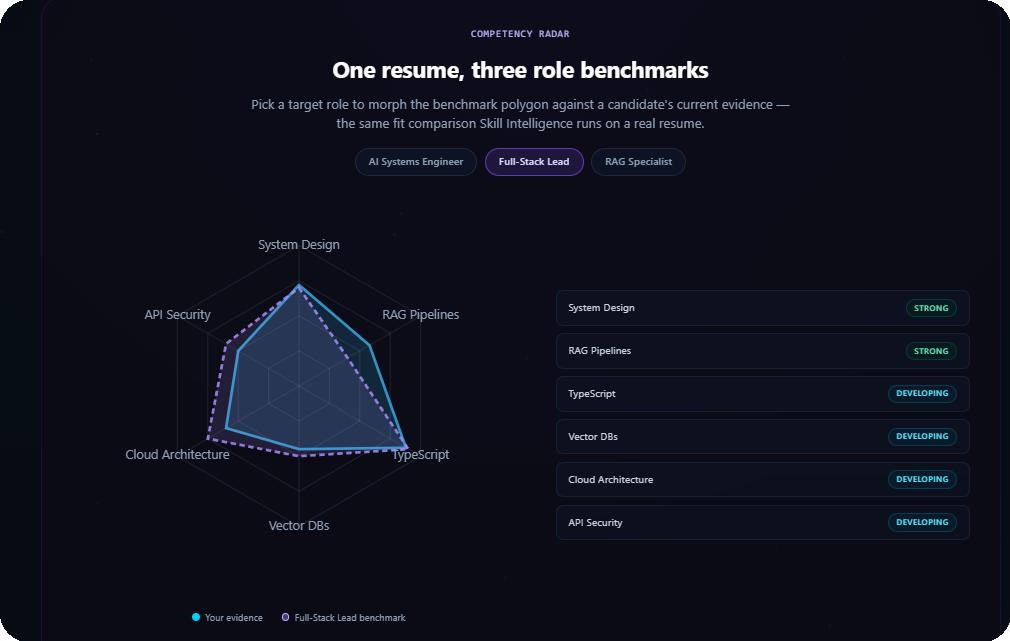 COMPETENCY RADAR
One resume, three role benchmarks
Pick a target role to morph the benchmark polygon against a candidate's current evidence —
the same fit comparison Skill Intelligence runs on a real resume.
AI Systems Engineer
Full-Stack Lead
RAG Specialist
System Design
API Security
RAG Pipelines
Cloud Architecture
TypeScript
Vector DBs
Your evidence
Full-Stack Lead benchmark
System Design
STRONG
RAG Pipelines
STRONG
TypeScript
DEVELOPING
Vector DBs
DEVELOPING
Cloud Architecture
DEVELOPING
API Security
DEVELOPING